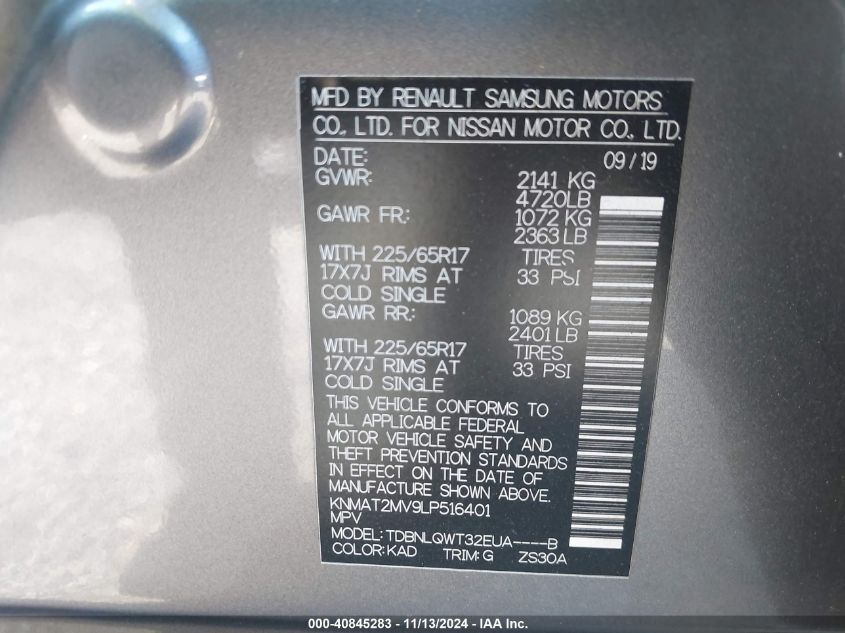 MFD BY RENAULT SAMSUNG MOTORS
CO., LTD. FOR NISSAN MOTOR CO., LTD.
DATE: 09/19
GVWR: 2141 KG
4720LB
GAWR FR: 1072 KG
2363 LB
WITH 225/65R17 TIRES
17X7J RIMS AT 33 PSI
COLD SINGLE
GAWR RR: 1089 KG
2401 LB
WITH 225/65R17 TIRES
17X7J RIMS AT 33 PSI
COLD SINGLE
THIS VEHICLE CONFORMS TO
ALL APPLICABLE FEDERAL
MOTOR VEHICLE SAFETY AND
THEFT PREVENTION STANDARDS
IN EFFECT ON THE DATE OF
MANUFACTURE SHOWN ABOVE.
KNMAT2MV9LP516401
MPV
MODEL: TDBNLQWT32EUA----B
COLOR: KAD TRIM: G ZS30A
000-40845283 - 11/13/2024 - IAA Inc.